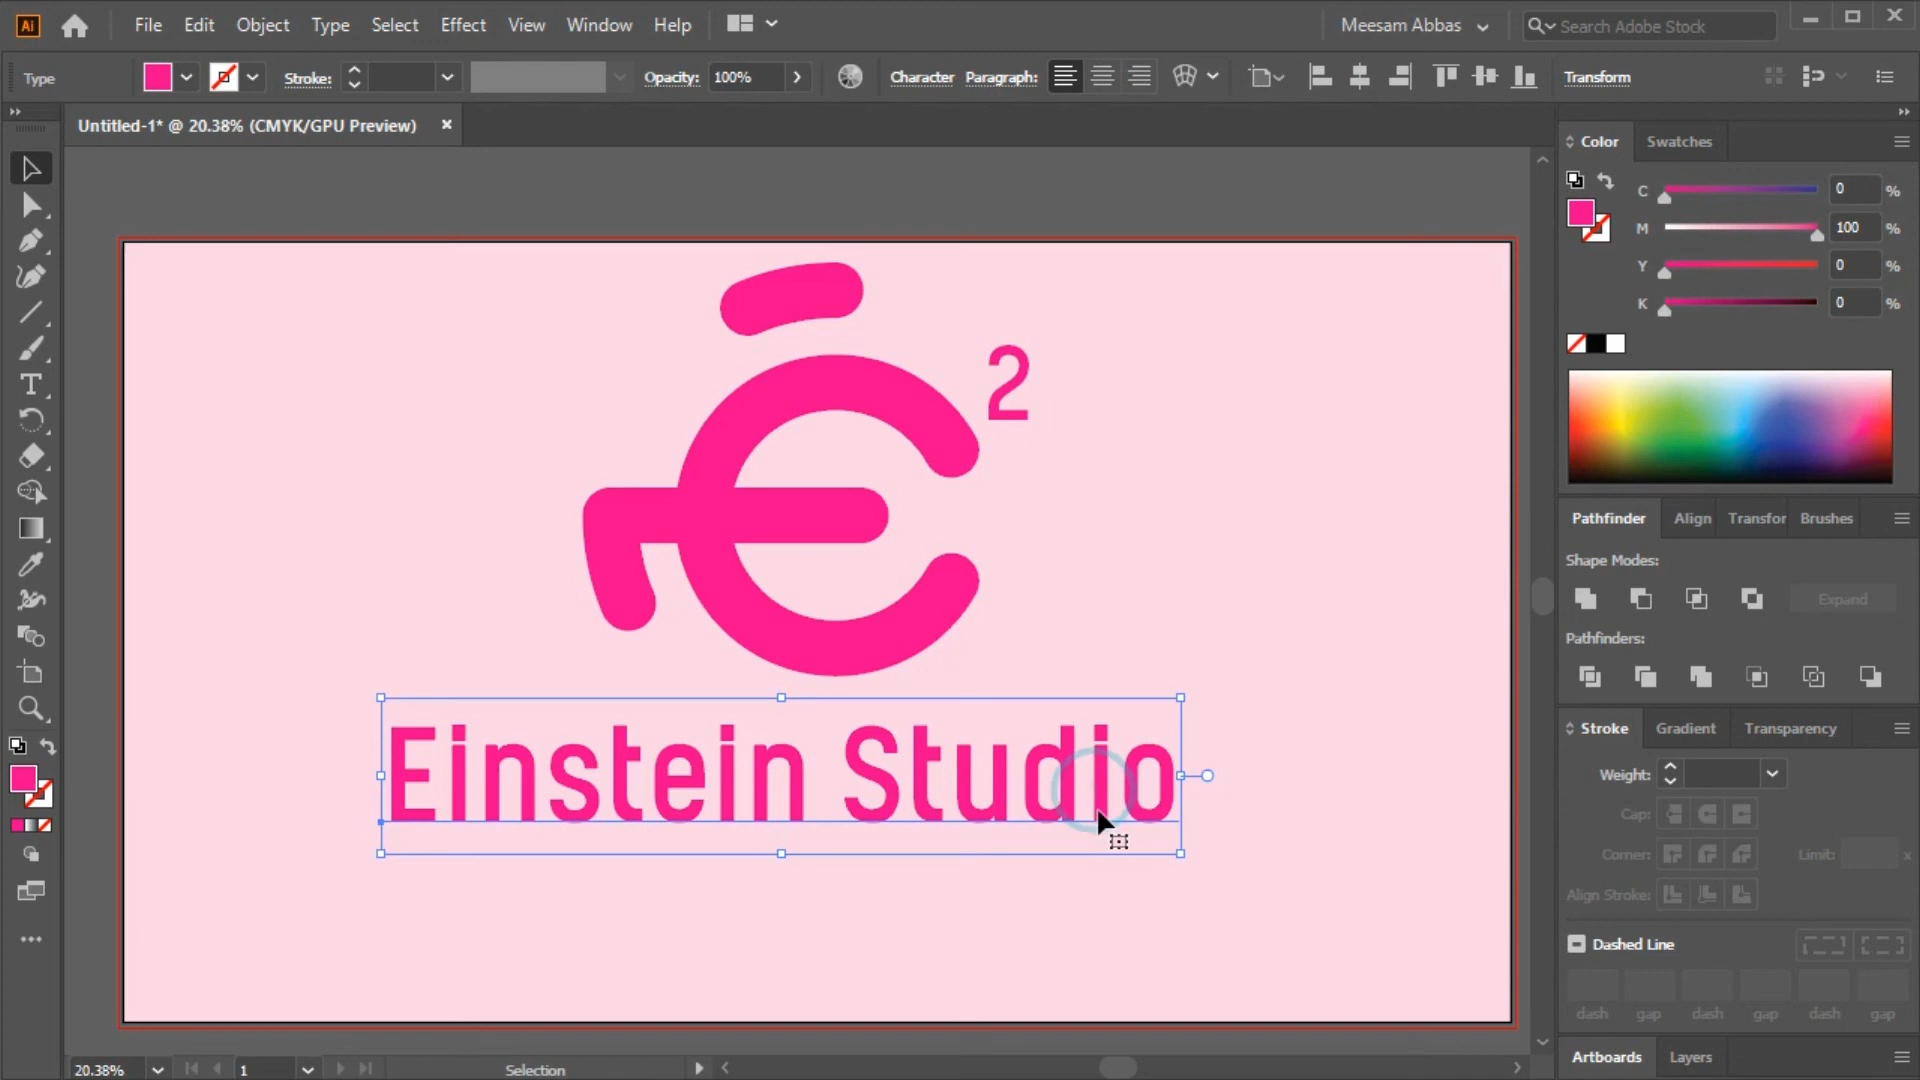 Ai File Edit Object Type Select Effect View Window Help Meesam Abbas Search Adobe Stock
Type Stroke: Opacity: 100% Character Paragraph: Transform
Untitled-1* @ 20.38% (CMYK/GPU Preview) ×
Color Swatches
C 0 %
M 100 %
Y 0 %
K 0 %
2
Einstein Studio
Pathfinder Align Transfor Brushes
Shape Modes:
Expand
Pathfinders:
Stroke Gradient Transparency
Weight:
Cap:
Corner: Limit: x
Align Stroke:
Dashed Line
dash gap dash gap dash gap
Artboards Layers
20.38% 1 Selection